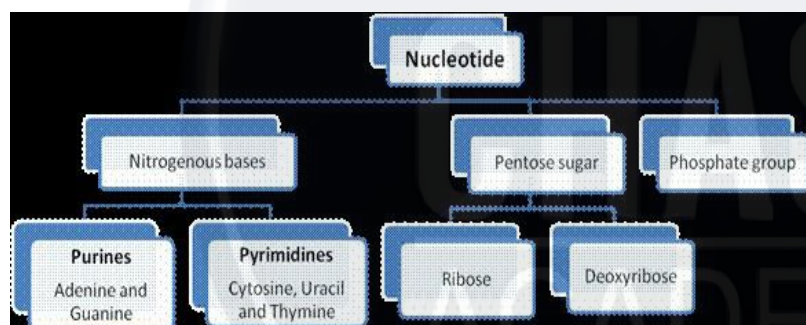 Nucleotide
Nitrogenous bases
Pentose sugar
Phosphate group
Purines
Adenine and
Guanine
Pyrimidines
Cytosine, Uracil
and Thymine
Ribose
Deoxyribose